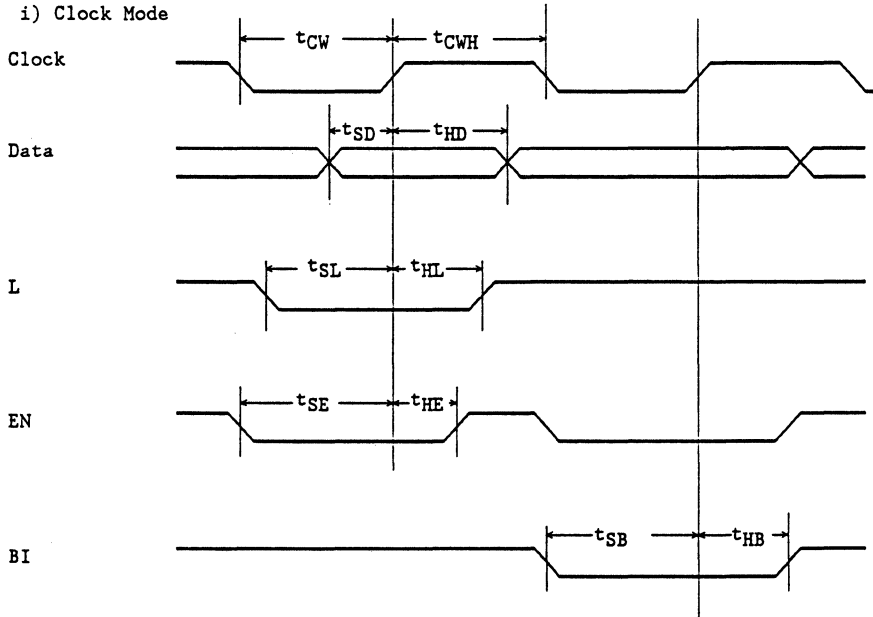 i) Clock Mode
tCW tCWH
Clock
tSD tHD
Data
tSL tHL
L
tSE tHE
EN
tSB tHB
BI